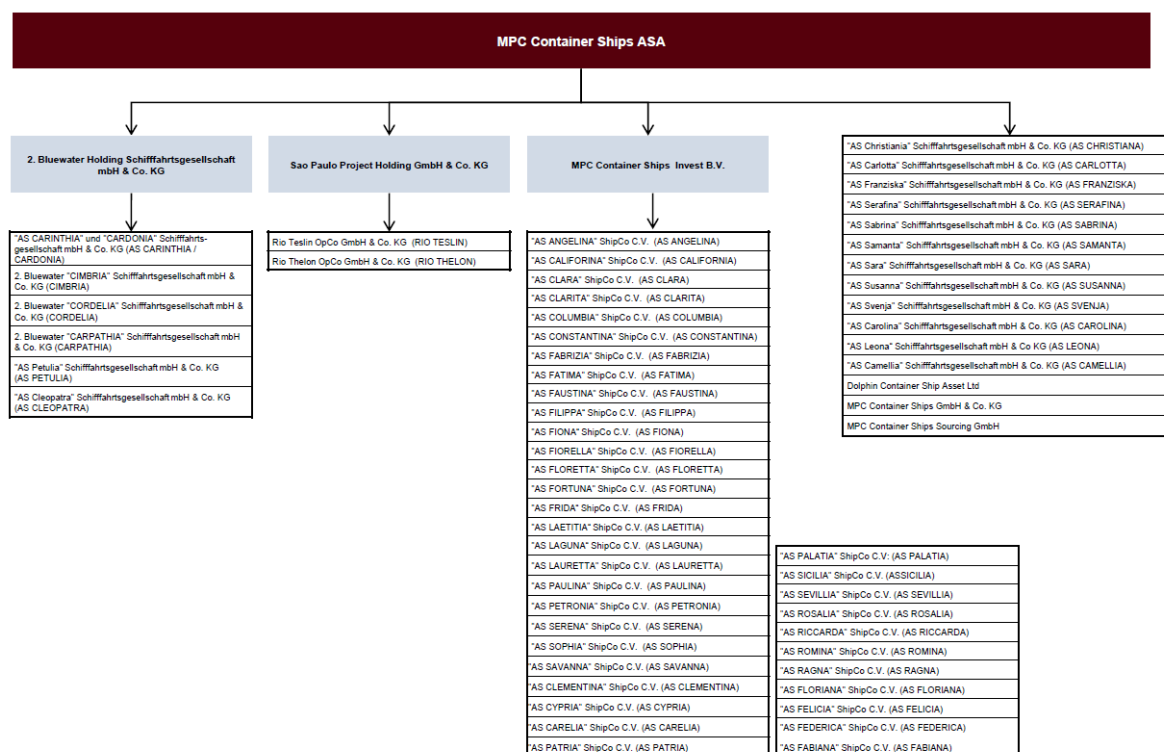 MPC Container Ships ASA
2. Bluewater Holding Schifffahrtsgesellschaft
mbH & Co. KG
"AS CARINTHIA" und "CARDONIA" Schifffahrts-
gesellschaft mbH & Co. KG (AS CARINTHIA /
CARDONIA)
2. Bluewater "CIMBRIA" Schifffahrtsgesellschaft mbH &
Co. KG (CIMBRIA)
2. Bluewater "CORDELIA" Schifffahrtsgesellschaft mbH &
Co. KG (CORDELIA)
2. Bluewater "CARPATHIA" Schifffahrtsgesellschaft mbH
& Co. KG (CARPATHIA)
"AS Petulia" Schifffahrtsgesellschaft mbH & Co. KG
(AS PETULIA)
"AS Cleopatra" Schifffahrtsgesellschaft mbH & Co. KG
(AS CLEOPATRA)
Sao Paulo Project Holding GmbH & Co. KG
Rio Teslin OpCo GmbH & Co. KG (RIO TESLIN)
Rio Thelon OpCo GmbH & Co. KG (RIO THELON)
MPC Container Ships Invest B.V.
"AS ANGELINA" ShipCo C.V. (AS ANGELINA)
"AS CALIFORINA" ShipCo C.V. (AS CALIFORNIA)
"AS CLARA" ShipCo C.V. (AS CLARA)
"AS CLARITA" ShipCo C.V. (AS CLARITA)
"AS COLUMBIA" ShipCo C.V. (AS COLUMBIA)
"AS CONSTANTINA" ShipCo C.V. (AS CONSTANTINA)
"AS FABRIZIA" ShipCo C.V. (AS FABRIZIA)
"AS FATIMA" ShipCo C.V. (AS FATIMA)
"AS FAUSTINA" ShipCo C.V. (AS FAUSTINA)
"AS FILIPPA" ShipCo C.V. (AS FILIPPA)
"AS FIONA" ShipCo C.V. (AS FIONA)
"AS FIORELLA" ShipCo C.V. (AS FIORELLA)
"AS FLORETTA" ShipCo C.V. (AS FLORETTA)
"AS FORTUNA" ShipCo C.V. (AS FORTUNA)
"AS FRIDA" ShipCo C.V. (AS FRIDA)
"AS LAETITIA" ShipCo C.V. (AS LAETITIA)
"AS LAGUNA" ShipCo C.V. (AS LAGUNA)
"AS LAURETTA" ShipCo C.V. (AS LAURETTA)
"AS PAULINA" ShipCo C.V. (AS PAULINA)
"AS PETRONIA" ShipCo C.V. (AS PETRONIA)
"AS SERENA" ShipCo C.V. (AS SERENA)
"AS SOPHIA" ShipCo C.V. (AS SOPHIA)
"AS SAVANNA" ShipCo C.V. (AS SAVANNA)
"AS CLEMENTINA" ShipCo C.V. (AS CLEMENTINA)
"AS CYPRIA" ShipCo C.V. (AS CYPRIA)
"AS CARELIA" ShipCo C.V. (AS CARELIA)
"AS PATRIA" ShipCo C.V. (AS PATRIA)
"AS PALATIA" ShipCo C.V: (AS PALATIA)
"AS SICILIA" ShipCo C.V. (ASSICILIA)
"AS SEVILLIA" ShipCo C.V. (AS SEVILLIA)
"AS ROSALIA" ShipCo C.V. (AS ROSALIA)
"AS RICCARDA" ShipCo C.V. (AS RICCARDA)
"AS ROMINA" ShipCo C.V. (AS ROMINA)
"AS RAGNA" ShipCo C.V. (AS RAGNA)
"AS FLORIANA" ShipCo C.V. (AS FLORIANA)
"AS FELICIA" ShipCo C.V. (AS FELICIA)
"AS FEDERICA" ShipCo C.V. (AS FEDERICA)
"AS FABIANA" ShipCo C.V. (AS FABIANA)
"AS Christiania" Schifffahrtsgesellschaft mbH & Co. KG (AS CHRISTIANA)
"AS Carlotta" Schifffahrtsgesellschaft mbH & Co. KG (AS CARLOTTA)
"AS Franziska" Schifffahrtsgesellschaft mbH & Co. KG (AS FRANZISKA)
"AS Serafina" Schifffahrtsgesellschaft mbH & Co. KG (AS SERAFINA)
"AS Sabrina" Schifffahrtsgesellschaft mbH & Co. KG (AS SABRINA)
"AS Samanta" Schifffahrtsgesellschaft mbH & Co. KG (AS SAMANTA)
"AS Sara" Schifffahrtsgesellschaft mbH & Co. KG (AS SARA)
"AS Susanna" Schifffahrtsgesellschaft mbH & Co. KG (AS SUSANNA)
"AS Svenja" Schifffahrtsgesellschaft mbH & Co. KG (AS SVENJA)
"AS Carolina" Schifffahrtsgesellschaft mbH & Co. KG (AS CAROLINA)
"AS Leona" Schifffahrtsgesellschaft mbH & Co KG (AS LEONA)
"AS Camellia" Schifffahrtsgesellschaft mbH & Co. KG (AS CAMELLIA)
Dolphin Container Ship Asset Ltd
MPC Container Ships GmbH & Co. KG
MPC Container Ships Sourcing GmbH